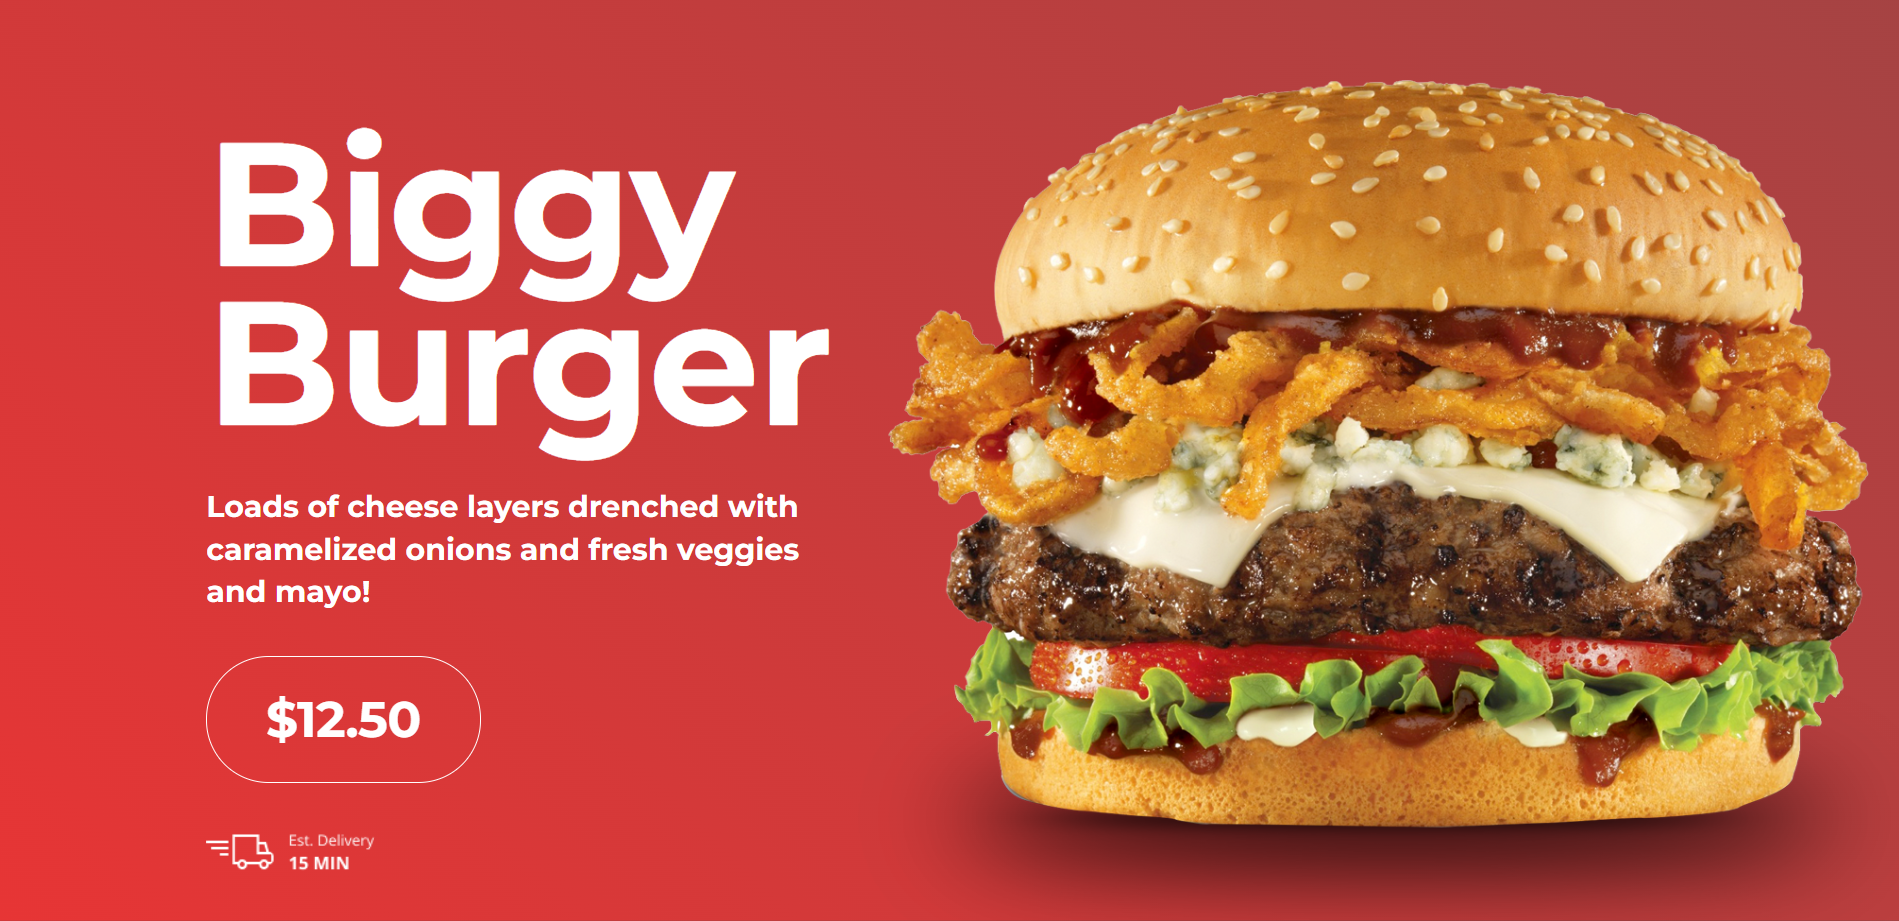 Biggy
Burger
Loads of cheese layers drenched with
caramelized onions and fresh veggies
and mayo!
$12.50
Est. Delivery
15 MIN